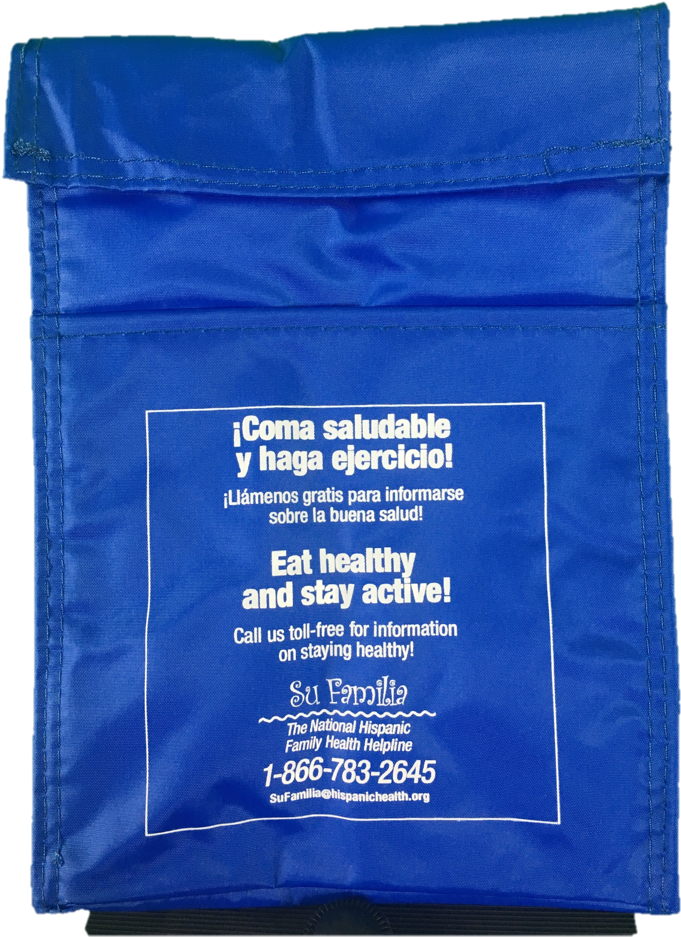 ¡Coma saludable
y haga ejercicio!
¡Llámenos gratis para informarse
sobre la buena salud!
Eat healthy
and stay active!
Call us toll-free for information
on staying healthy!
Su Familia
The National Hispanic
Family Health Helpline
1-866-783-2645
SuFamilia@hispanichealth.org